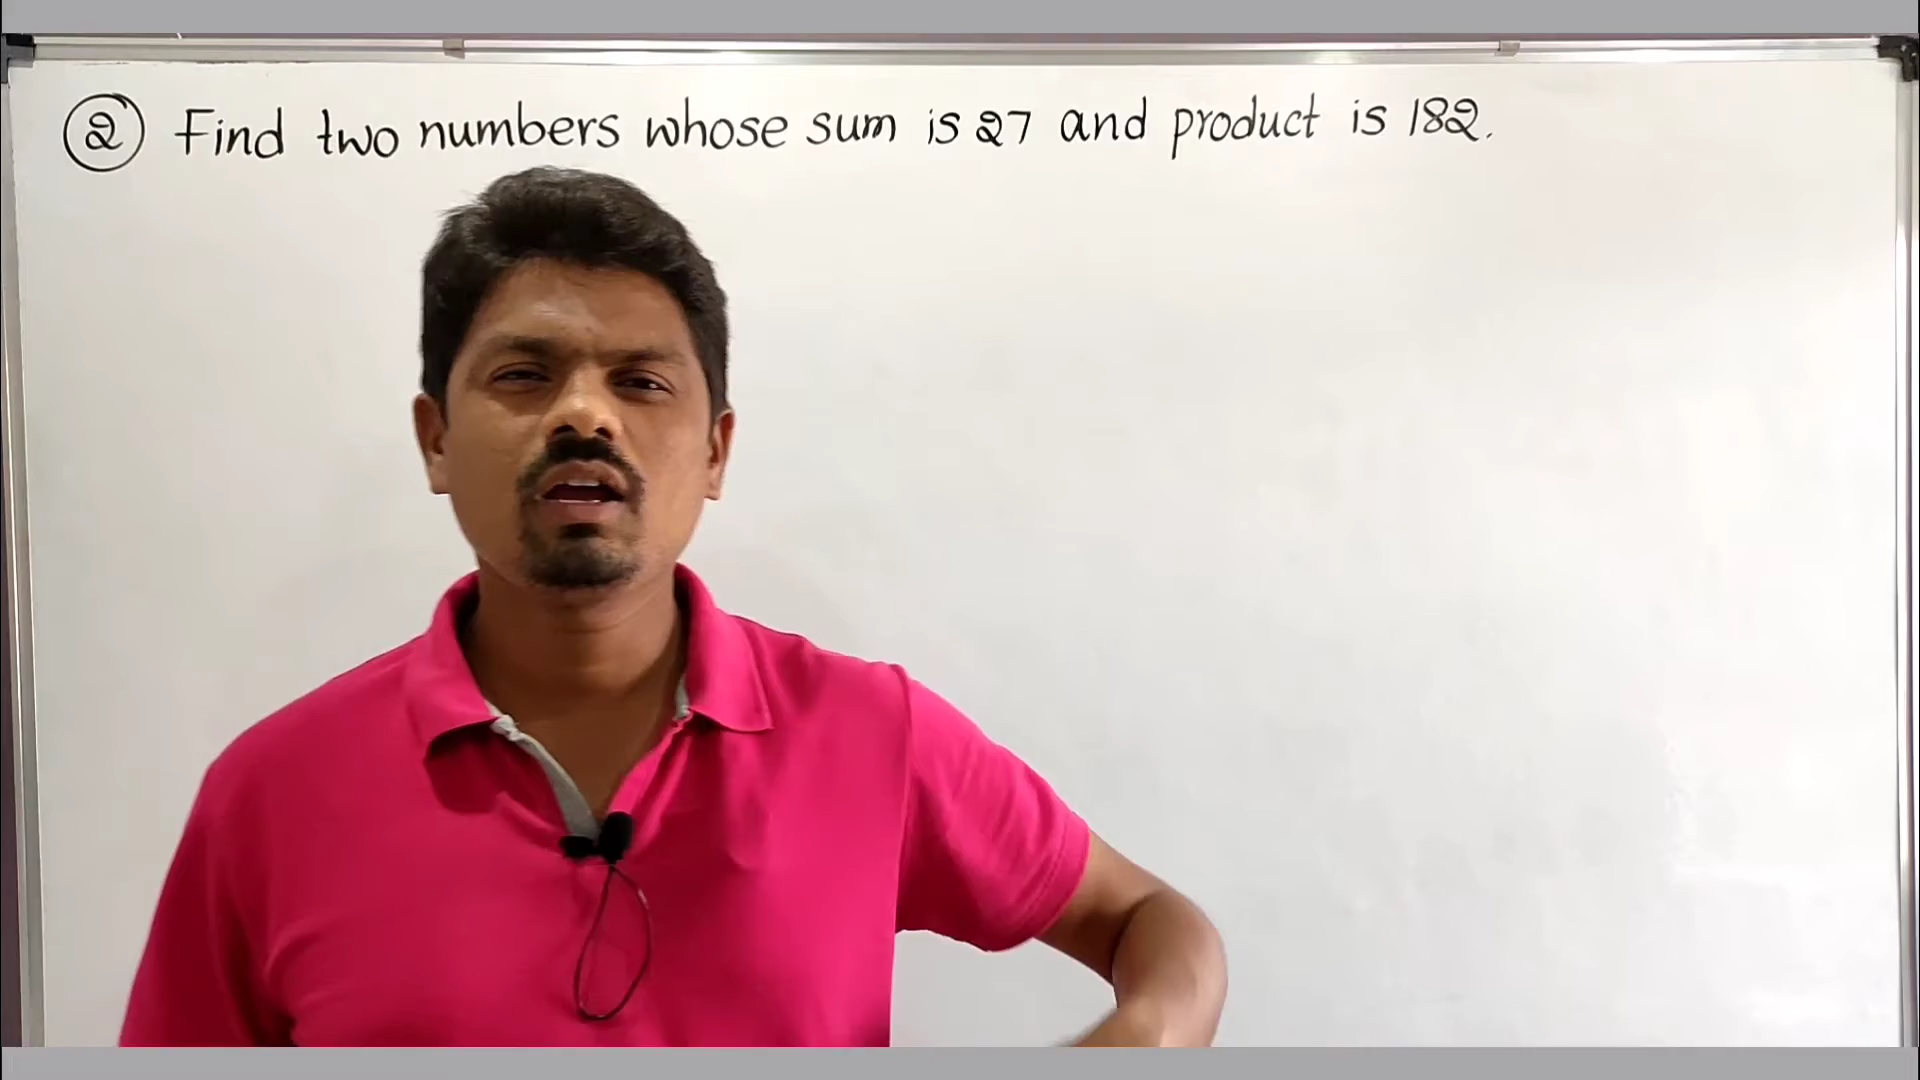 ② Find two numbers whose sum is 27 and product is 182.